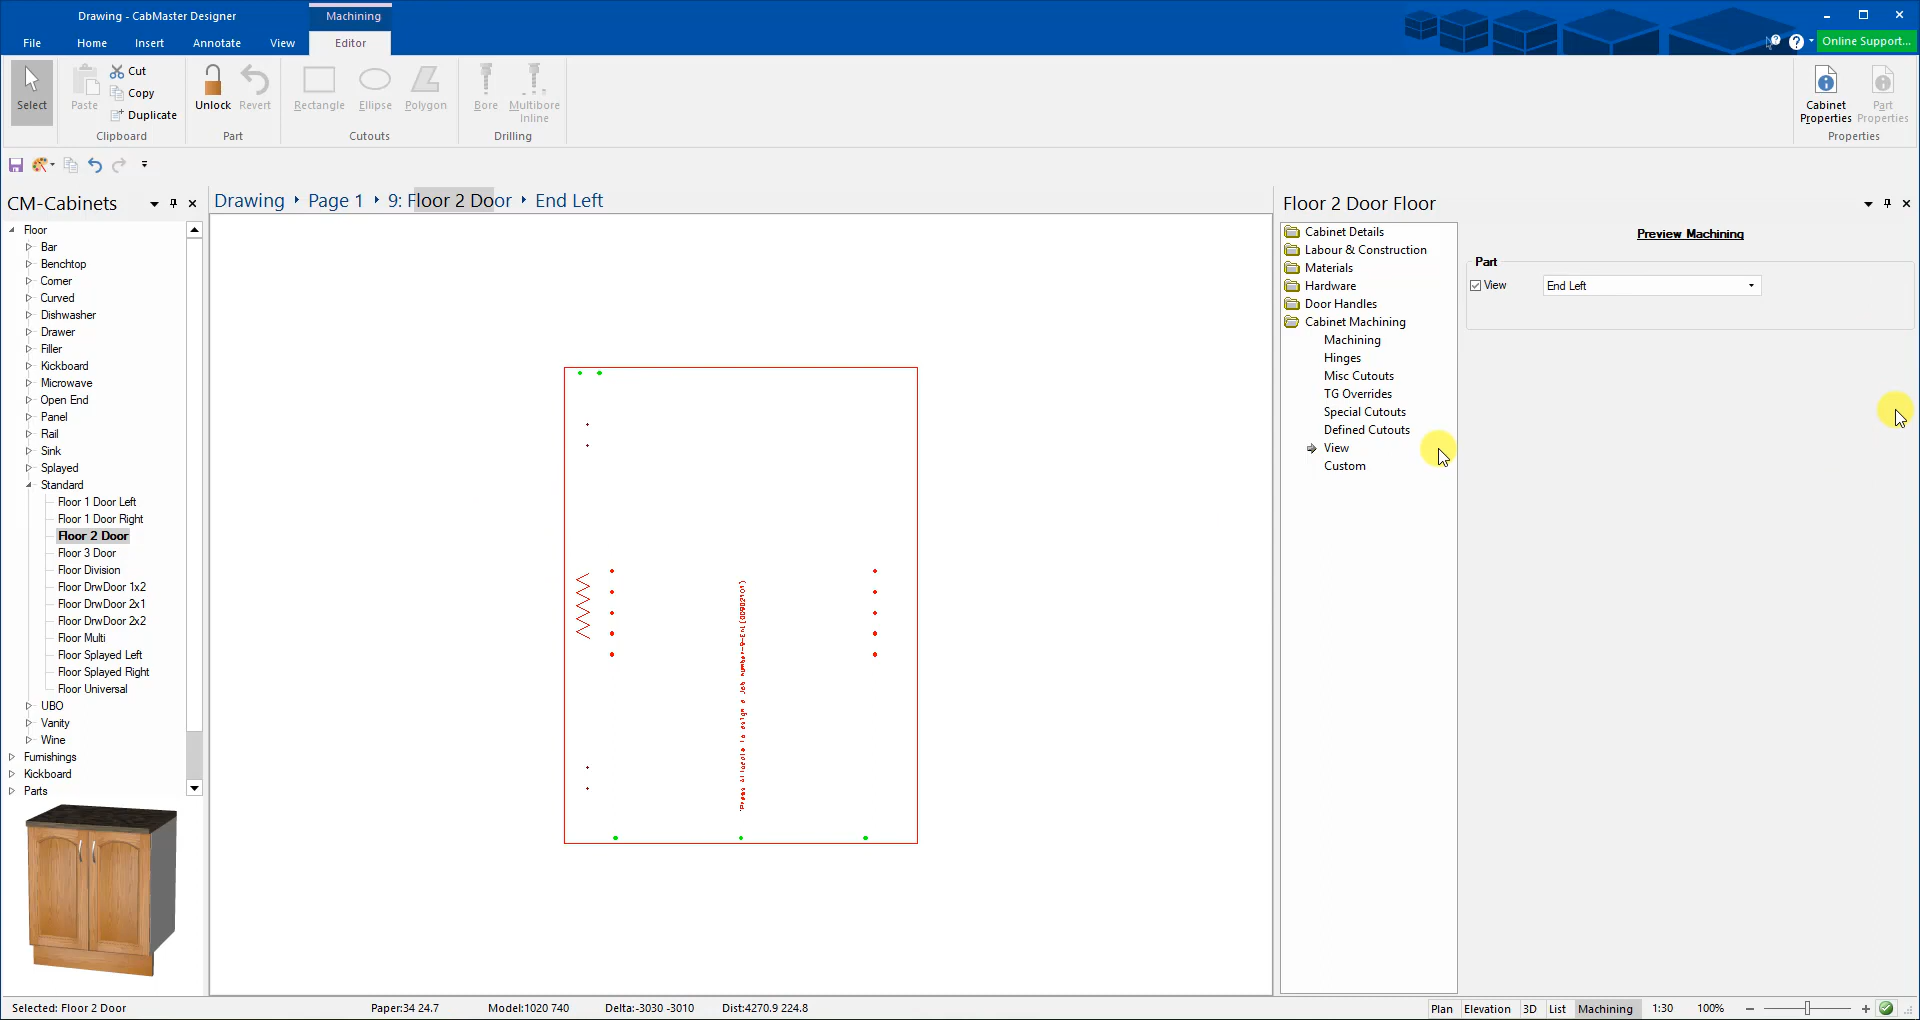 Drawing - CabMaster Designer
Machining
File
Home
Insert
Annotate
View
Editor
Online Support...
Select
Paste
Cut
Copy
Duplicate
Clipboard
Unlock
Revert
Part
Rectangle
Ellipse
Polygon
Cutouts
Bore
Multibore
Inline
Drilling
Cabinet
Properties
Part
Properties
Properties
CM-Cabinets
Floor
Bar
Benchtop
Corner
Curved
Dishwasher
Drawer
Filler
Kickboard
Microwave
Open End
Panel
Rail
Sink
Splayed
Standard
Floor 1 Door Left
Floor 1 Door Right
Floor 2 Door
Floor 3 Door
Floor Division
Floor DrwDoor 1x2
Floor DrwDoor 2x1
Floor DrwDoor 2x2
Floor Multi
Floor Splayed Left
Floor Splayed Right
Floor Universal
UBO
Vanity
Wine
Furnishings
Kickboard
Parts
Drawing
Page 1
9: Floor 2 Door
End Left
Floor 2 Door Floor
Cabinet Details
Labour & Construction
Materials
Hardware
Door Handles
Cabinet Machining
Machining
Hinges
Misc Cutouts
TG Overrides
Special Cutouts
Defined Cutouts
View
Custom
Preview Machining
Part
View
End Left
Selected: Floor 2 Door
Paper:34 24.7
Model:1020 740
Delta:-3030 -3010
Dist:4270.9 224.8
Plan
Elevation
3D
List
Machining
1:30
100%